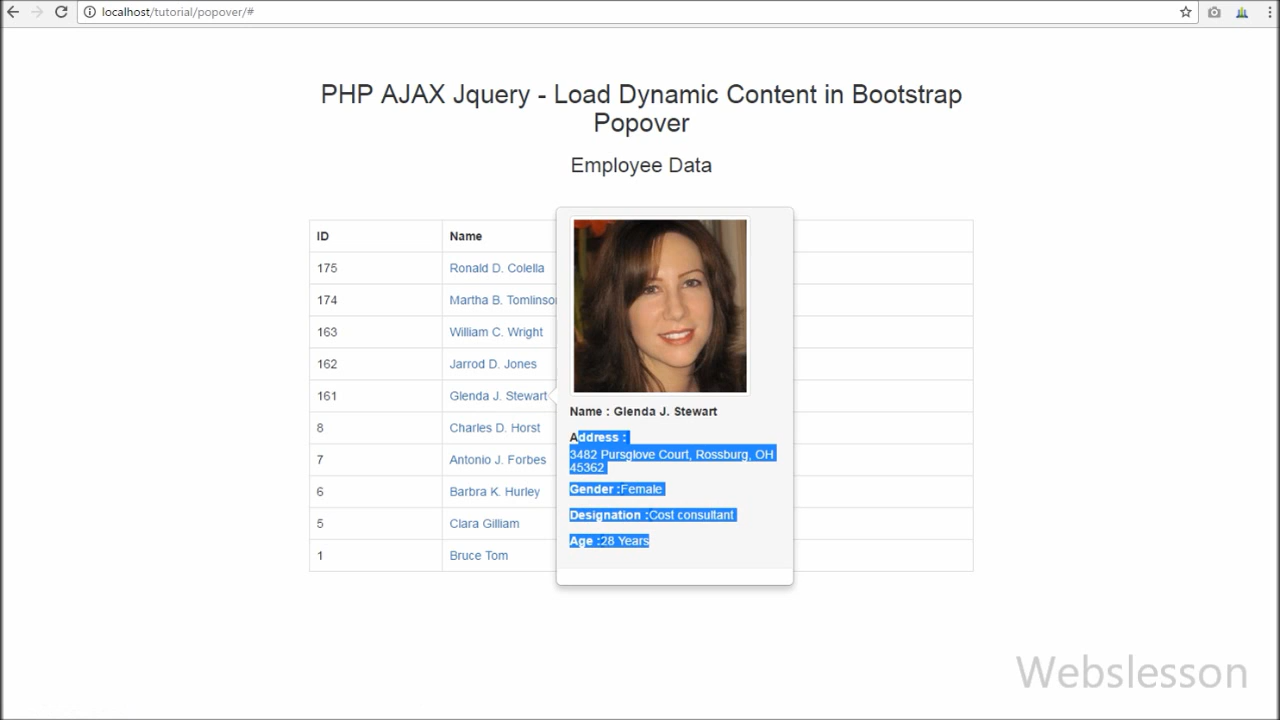 localhost/tutorial/popover/#
PHP AJAX Jquery - Load Dynamic Content in Bootstrap
Popover
Employee Data
ID Name
175 Ronald D. Colella
174 Martha B. Tomlinson
163 William C. Wright
162 Jarrod D. Jones
161 Glenda J. Stewart
8 Charles D. Horst
7 Antonio J. Forbes
6 Barbra K. Hurley
5 Clara Gilliam
1 Bruce Tom
Name : Glenda J. Stewart
Address :
3482 Pursglove Court, Rossburg, OH
45362
Gender :Female
Designation :Cost consultant
Age :28 Years
Webslesson